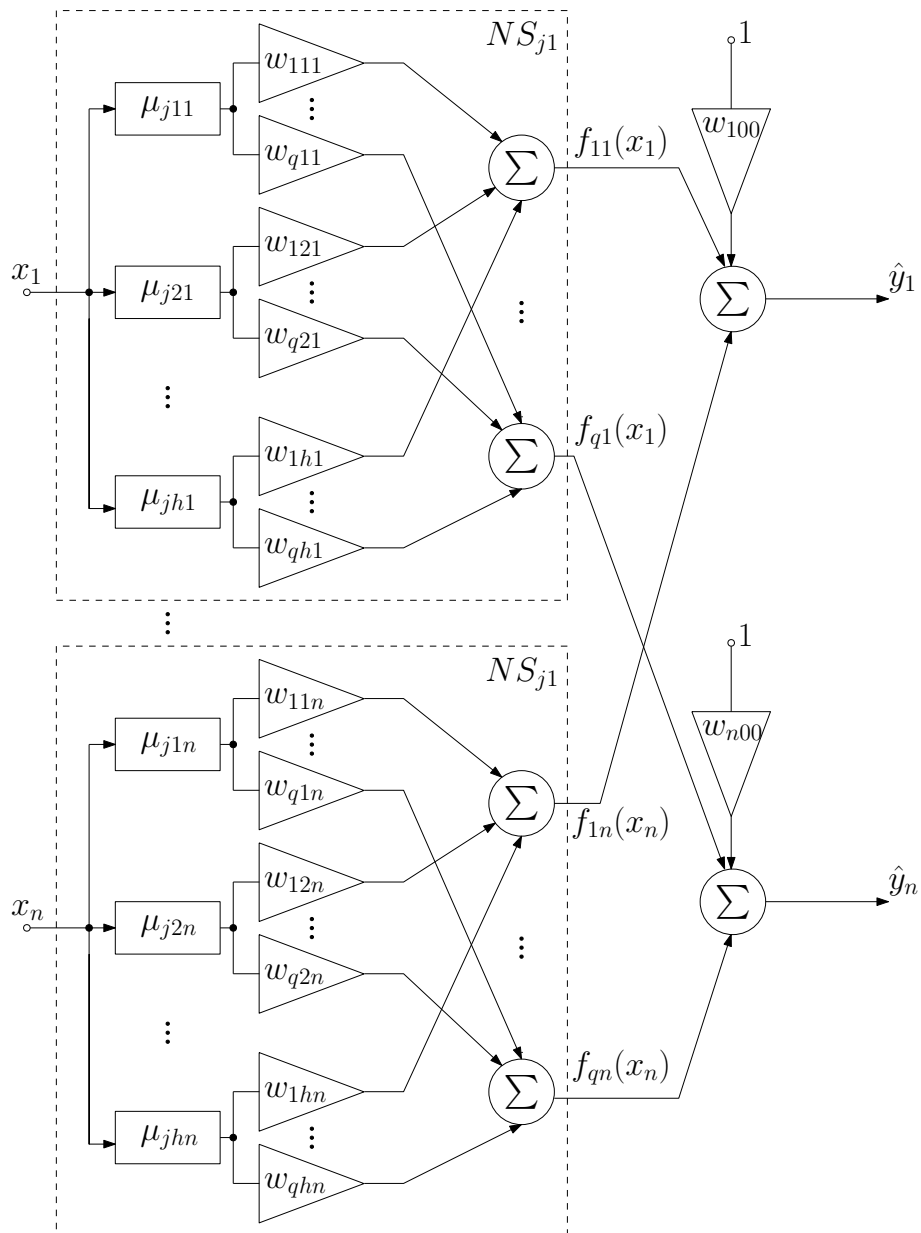 NS_{j1}
1
w_{111}
μ_{j11}
⋮
w_{100}
w_{q11}
Σ
f_{11}(x_1)
w_{121}
x_1
μ_{j21}
⋮
Σ
ŷ_1
w_{q21}
⋮
⋮
w_{1h1}
f_{q1}(x_1)
Σ
μ_{jh1}
⋮
w_{qh1}
⋮
1
NS_{j1}
w_{11n}
μ_{j1n}
⋮
w_{n00}
w_{q1n}
Σ
f_{1n}(x_n)
w_{12n}
x_n
μ_{j2n}
⋮
Σ
ŷ_n
w_{q2n}
⋮
⋮
w_{1hn}
f_{qn}(x_n)
Σ
μ_{jhn}
⋮
w_{qhn}